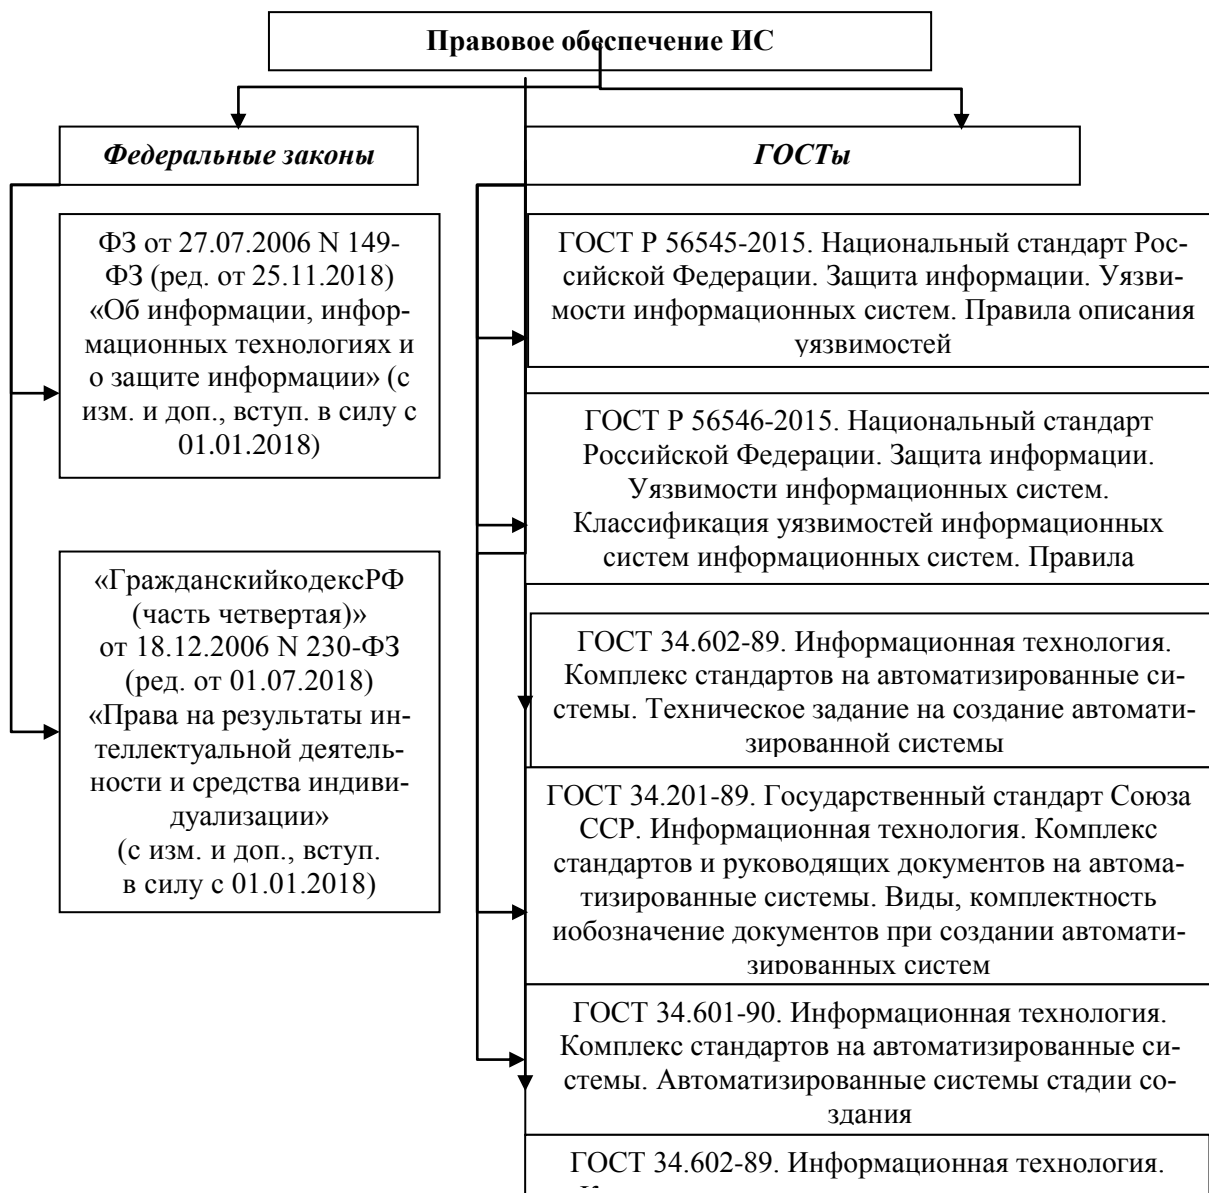 Правовое обеспечение ИС
Федеральные законы
ФЗ от 27.07.2006 N 149-
ФЗ (ред. от 25.11.2018)
«Об информации, инфор-
мационных технологиях и
о защите информации» (с
изм. и доп., вступ. в силу с
01.01.2018)
«ГражданскийкодексРФ
(часть четвертая)»
от 18.12.2006 N 230-ФЗ
(ред. от 01.07.2018)
«Права на результаты ин-
теллектуальной деятель-
ности и средства индиви-
дуализации»
(с изм. и доп., вступ.
в силу с 01.01.2018)
ГОСТы
ГОСТ Р 56545-2015. Национальный стандарт Рос-
сийской Федерации. Защита информации. Уязви-
мости информационных систем. Правила описания
уязвимостей
ГОСТ Р 56546-2015. Национальный стандарт
Российской Федерации. Защита информации.
Уязвимости информационных систем.
Классификация уязвимостей информационных
систем информационных систем. Правила
ГОСТ 34.602-89. Информационная технология.
Комплекс стандартов на автоматизированные си-
стемы. Техническое задание на создание автомати-
зированной системы
ГОСТ 34.201-89. Государственный стандарт Союза
ССР. Информационная технология. Комплекс
стандартов и руководящих документов на автома-
тизированные системы. Виды, комплектность
иобозначение документов при создании автомати-
зированных систем
ГОСТ 34.601-90. Информационная технология.
Комплекс стандартов на автоматизированные си-
стемы. Автоматизированные системы стадии со-
здания
ГОСТ 34.602-89. Информационная технология.